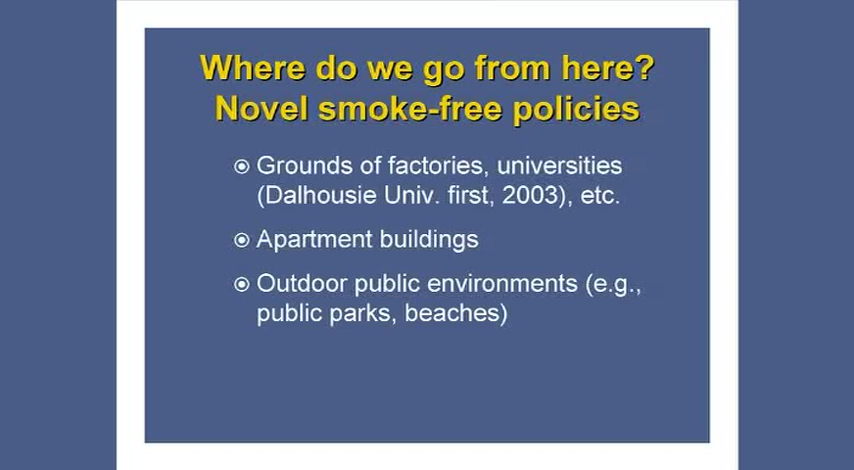 Where do we go from here?
Novel smoke-free policies
Grounds of factories, universities
(Dalhousie Univ. first, 2003), etc.
Apartment buildings
Outdoor public environments (e.g.,
public parks, beaches)